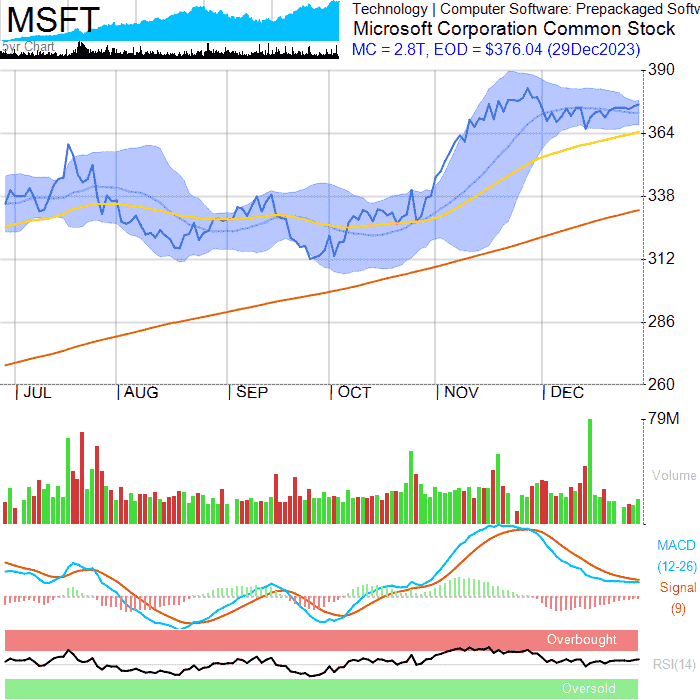 MSFT
5yr Chart
Technology | Computer Software: Prepackaged Softw
Microsoft Corporation Common Stock
MC = 2.8T, EOD = $376.04 (29Dec2023)
390
364
338
312
286
260
JUL AUG SEP OCT NOV DEC
79M
Volume
MACD
(12-26)
Signal
(9)
Overbought
RSI(14)
Oversold